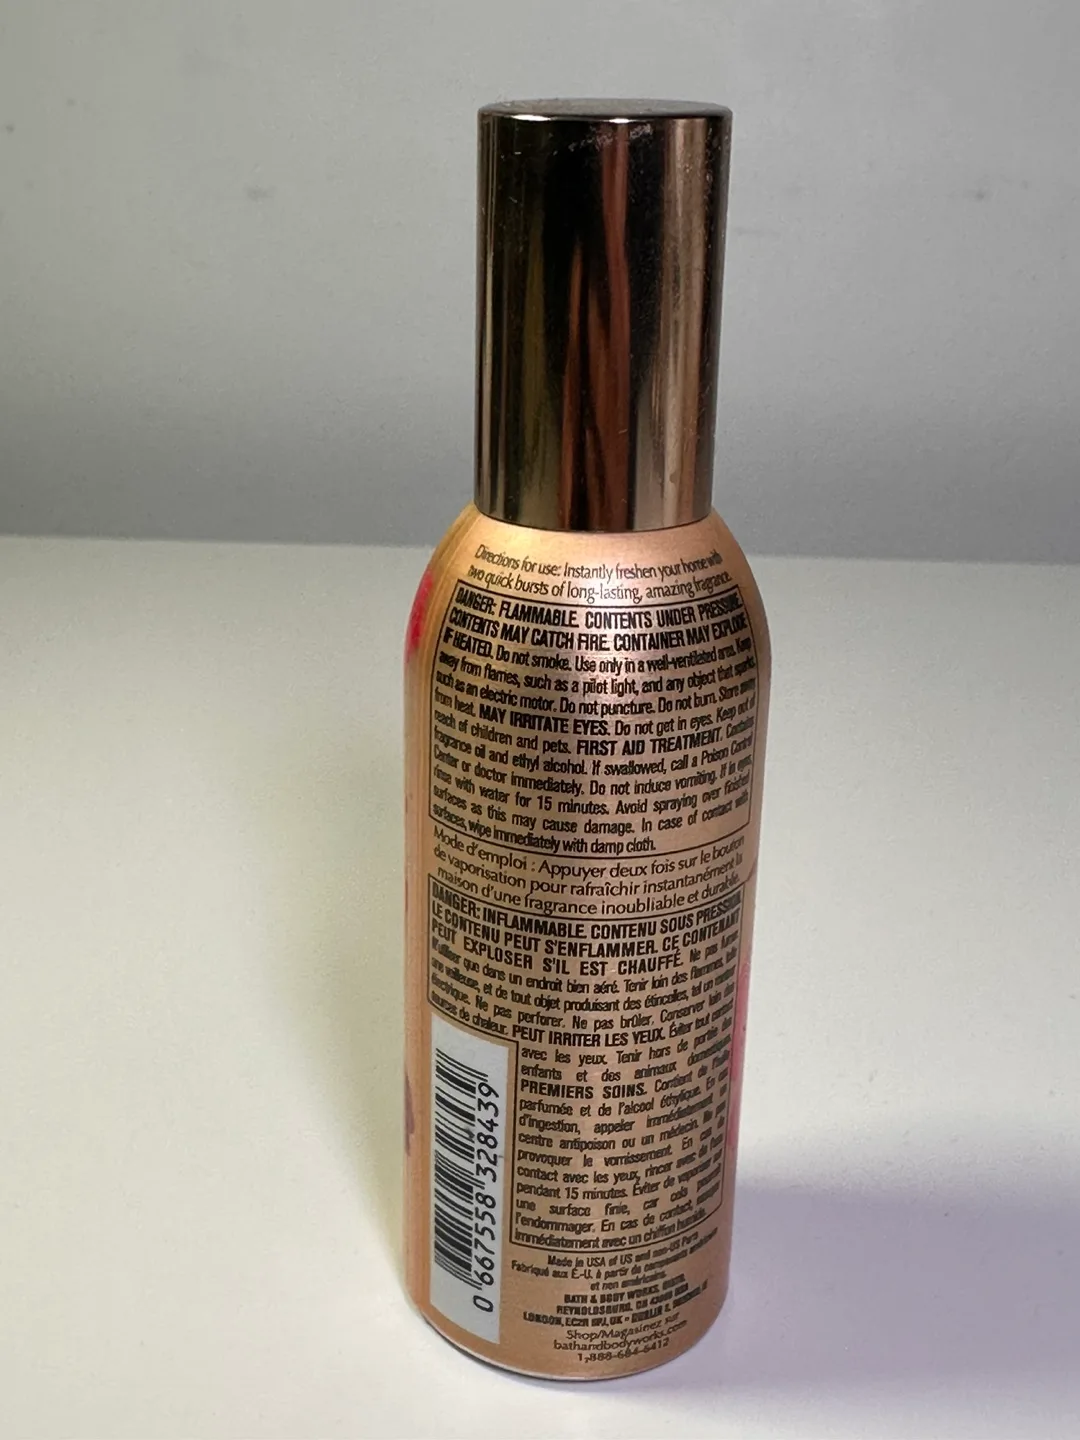 Directions for use: Instantly freshen your home with
two quick bursts of long-lasting, amazing fragrance.
DANGER: FLAMMABLE. CONTENTS UNDER PRESSURE.
CONTENTS MAY CATCH FIRE. CONTAINER MAY EXPLODE
IF HEATED. Do not smoke. Use only in a well-ventilated area. Keep
away from flames, such as a pilot light, and any object that sparks,
such as an electric motor. Do not puncture. Do not burn. Store away
from heat. MAY IRRITATE EYES. Do not get in eyes. Keep out of
reach of children and pets. FIRST AID TREATMENT. Contains
fragrance oil and ethyl alcohol. If swallowed, call a Poison Control
Center or doctor immediately. Do not induce vomiting. If in eyes,
rinse with water for 15 minutes. Avoid spraying over finished
surfaces as this may cause damage. In case of contact with
surfaces, wipe immediately with damp cloth.
Mode d'emploi : Appuyer deux fois sur le bouton
de vaporisation pour rafraîchir instantanément la
maison d'une fragrance inoubliable et durable.
DANGER: INFLAMMABLE. CONTENU SOUS PRESSION.
LE CONTENU PEUT S'ENFLAMMER. CE CONTENANT
PEUT EXPLOSER S'IL EST CHAUFFÉ. Ne pas fumer.
N'utiliser que dans un endroit bien aéré. Tenir loin des flammes, telle
une veilleuse, et de tout objet produisant des étincelles, tel un moteur
électrique. Ne pas perforer. Ne pas brûler. Conserver loin des
sources de chaleur. PEUT IRRITER LES YEUX. Éviter tout contact
avec les yeux. Tenir hors de portée des
enfants et des animaux domestiques.
PREMIERS SOINS. Contient de l'huile
parfumée et de l'alcool éthylique. En cas
d'ingestion, appeler immédiatement un
centre antipoison ou un médecin. Ne pas
provoquer le vomissement. En cas de
contact avec les yeux, rincer avec de l'eau
pendant 15 minutes. Éviter de vaporiser sur
une surface finie, car cela pourrait
l'endommager. En cas de contact, essuyer
immédiatement avec un chiffon humide.
0 667558 328439
Made in USA of US and non-US Parts
Fabriqué aux É.-U. à partir de composants américains
et non américains.
BATH & BODY WORKS,
REYNOLDSBURG, OH 43068 USA
LONDON, EC2R 8PJ, UK • DUBLIN
Shop/Magasinez sur
bathandbodyworks.com
1-888-684-6412